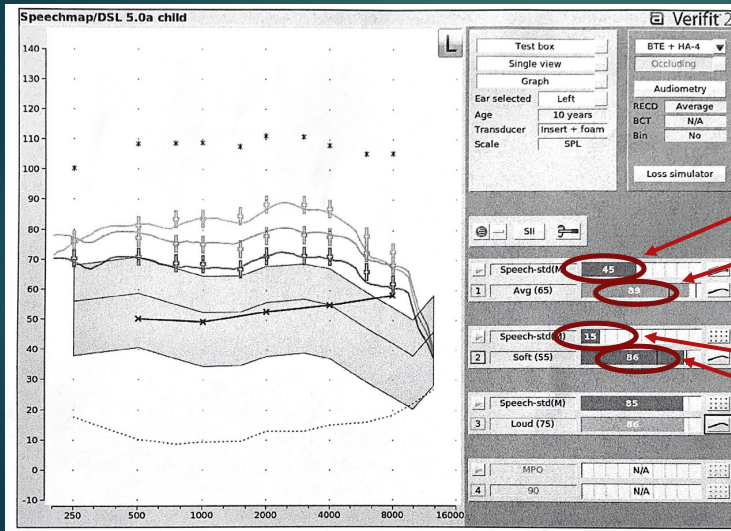 Speechmap/DSL 5.0a child
Verifit 2
L
140
130
120
110
100
90
80
70
60
50
40
30
20
10
0
-10
250
500
1000
2000
4000
8000
16000
Test box
Single view
Graph
Ear selected Left
Age 10 years
Transducer Insert + foam
Scale SPL
BTE + HA-4
Occluding
Audiometry
RECD Average
BCT N/A
Bin No
Loss simulator
SII
Speech-std(M) 45
1 Avg (65) 89
Speech-std(M) 15
2 Soft (55) 86
Speech-std(M) 85
3 Loud (75) 86
MPO N/A
4 90 N/A